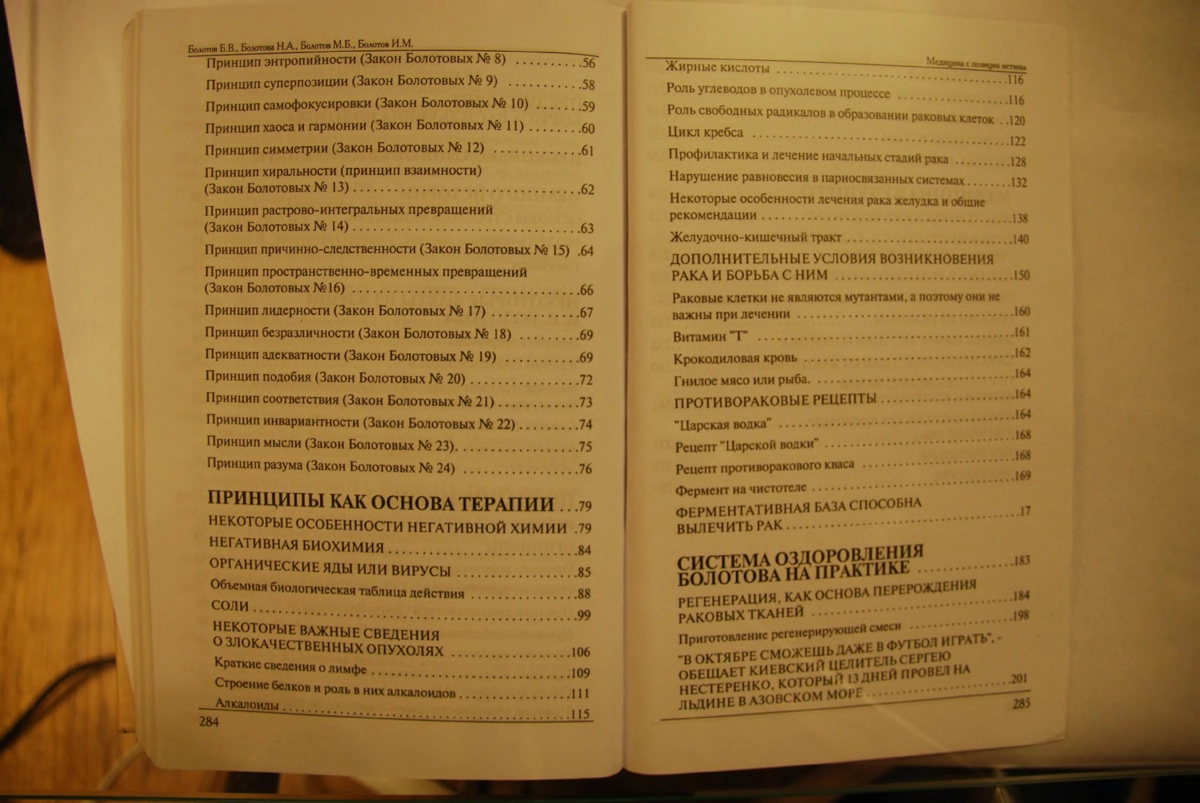 Болотов Б.В., Болотова Н.А., Болотов М.Б., Болотов И.М.
Принцип энтропийности (Закон Болотовых № 8) ..............56
Принцип суперпозиции (Закон Болотовых № 9) ..............58
Принцип самофокусировки (Закон Болотовых № 10) .......59
Принцип хаоса и гармонии (Закон Болотовых № 11) ........60
Принцип симметрии (Закон Болотовых № 12) ..............61
Принцип хиральности (принцип взаимности)
(Закон Болотовых № 13) ....................................62
Принцип растрово-интегральных превращений
(Закон Болотовых № 14) ....................................63
Принцип причинно-следственности (Закон Болотовых № 15) .64
Принцип пространственно-временных превращений
(Закон Болотовых №16) ....................................66
Принцип лидерности (Закон Болотовых № 17) ..............67
Принцип безразличности (Закон Болотовых № 18) ..........69
Принцип адекватности (Закон Болотовых № 19) ............69
Принцип подобия (Закон Болотовых № 20) .................72
Принцип соответствия (Закон Болотовых № 21) ............73
Принцип инвариантности (Закон Болотовых № 22) .........74
Принцип мысли (Закон Болотовых № 23). ..................75
Принцип разума (Закон Болотовых № 24) ..................76
ПРИНЦИПЫ КАК ОСНОВА ТЕРАПИИ ...79
НЕКОТОРЫЕ ОСОБЕННОСТИ НЕГАТИВНОЙ ХИМИИ .79
НЕГАТИВНАЯ БИОХИМИЯ ..............................84
ОРГАНИЧЕСКИЕ ЯДЫ ИЛИ ВИРУСЫ ....................85
Объемная биологическая таблица действия .................88
СОЛИ ....................................................99
НЕКОТОРЫЕ ВАЖНЫЕ СВЕДЕНИЯ
О ЗЛОКАЧЕСТВЕННЫХ ОПУХОЛЯХ ....................106
Краткие сведения о лимфе ................................109
Строение белков и роль в них алкалоидов ..................111
Алкалоиды ..............................................115
284
Медицина с позиции истины
Жирные кислоты ........................................116
Роль углеводов в опухолевом процессе ....................116
Роль свободных радикалов в образовании раковых клеток ..120
Цикл кребса ............................................122
Профилактика и лечение начальных стадий рака ............128
Нарушение равновесия в парносвязанных системах ........132
Некоторые особенности лечения рака желудка и общие
рекомендации ..........................................138
Желудочно-кишечный тракт ..............................140
ДОПОЛНИТЕЛЬНЫЕ УСЛОВИЯ ВОЗНИКНОВЕНИЯ
РАКА И БОРЬБА С НИМ .................................150
Раковые клетки не являются мутантами, а поэтому они не
важны при лечении ......................................160
Витамин "Т" ............................................161
Крокодиловая кровь .....................................162
Гнилое мясо или рыба. ...................................164
ПРОТИВОРАКОВЫЕ РЕЦЕПТЫ ...........................164
"Царская водка" .........................................164
Рецепт "Царской водки" ..................................168
Рецепт противоракового кваса ............................168
Фермент на чистотеле ....................................169
ФЕРМЕНТАТИВНАЯ БАЗА СПОСОБНА
ВЫЛЕЧИТЬ РАК ..........................................17
СИСТЕМА ОЗДОРОВЛЕНИЯ
БОЛОТОВА НА ПРАКТИКЕ ................183
РЕГЕНЕРАЦИЯ, КАК ОСНОВА ПЕРЕРОЖДЕНИЯ
РАКОВЫХ ТКАНЕЙ ......................................184
Приготовление регенерирующей смеси .....................198
"В ОКТЯБРЕ СМОЖЕШЬ ДАЖЕ В ФУТБОЛ ИГРАТЬ", -
ОБЕЩАЕТ КИЕВСКИЙ ЦЕЛИТЕЛЬ СЕРГЕЮ
НЕСТЕРЕНКО, КОТОРЫЙ 13 ДНЕЙ ПРОВЕЛ НА
ЛЬДИНЕ В АЗОВСКОМ МОРЕ .............................201
285